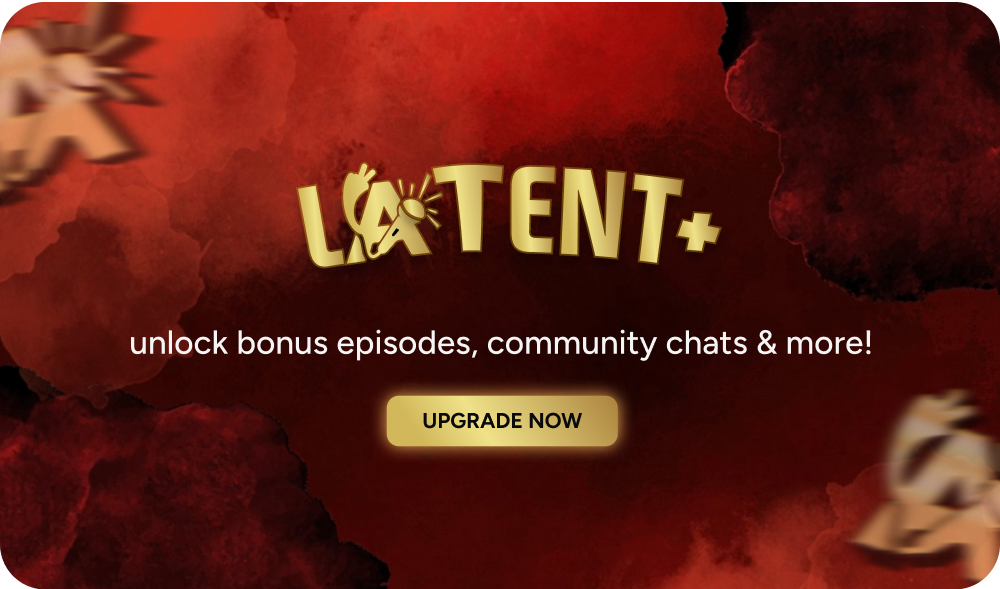 LATENT+
unlock bonus episodes, community chats & more!
UPGRADE NOW